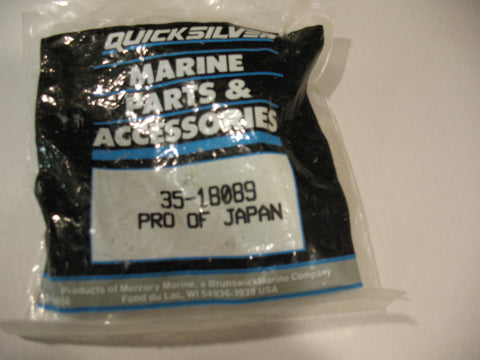 QUICKSILVER
MARINE
PARTS &
ACCESSORIES
35-18089
PRO OF JAPAN
Products of Mercury Marine, a Brunswick Marine Company
Fond du Lac, WI 54936-1939 USA